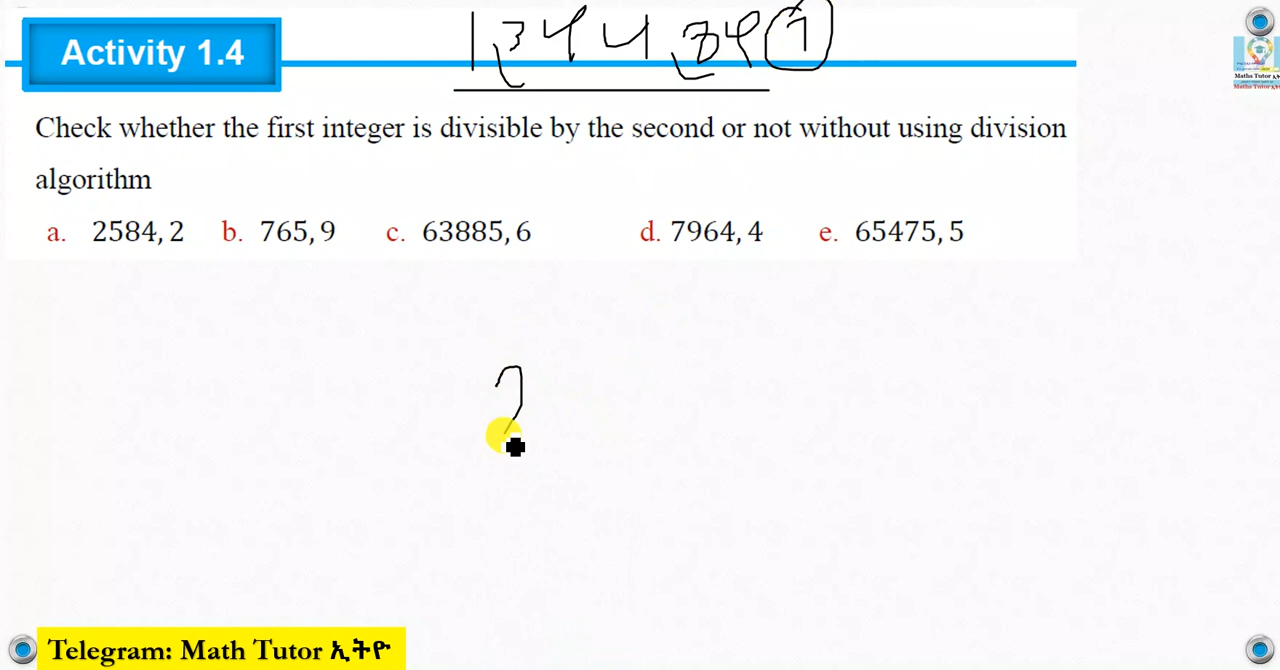 Activity 1.4
Check whether the first integer is divisible by the second or not without using division
algorithm
a. 2584, 2 b. 765, 9 c. 63885, 6 d. 7964, 4 e. 65475, 5
Telegram: Math Tutor ኢትዮ